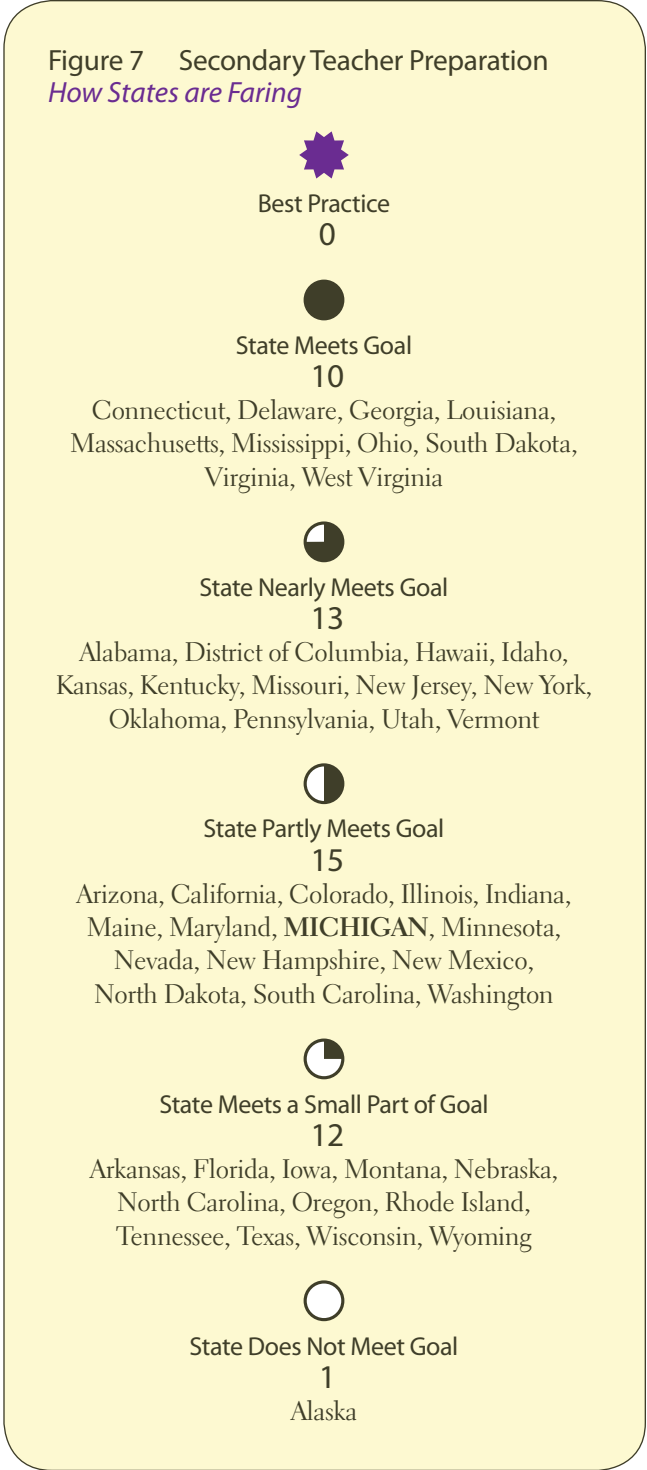 Figure 7 Secondary Teacher Preparation
How States are Faring
Best Practice
0
State Meets Goal
10
Connecticut, Delaware, Georgia, Louisiana,
Massachusetts, Mississippi, Ohio, South Dakota,
Virginia, West Virginia
State Nearly Meets Goal
13
Alabama, District of Columbia, Hawaii, Idaho,
Kansas, Kentucky, Missouri, New Jersey, New York,
Oklahoma, Pennsylvania, Utah, Vermont
State Partly Meets Goal
15
Arizona, California, Colorado, Illinois, Indiana,
Maine, Maryland, MICHIGAN, Minnesota,
Nevada, New Hampshire, New Mexico,
North Dakota, South Carolina, Washington
State Meets a Small Part of Goal
12
Arkansas, Florida, Iowa, Montana, Nebraska,
North Carolina, Oregon, Rhode Island,
Tennessee, Texas, Wisconsin, Wyoming
State Does Not Meet Goal
1
Alaska